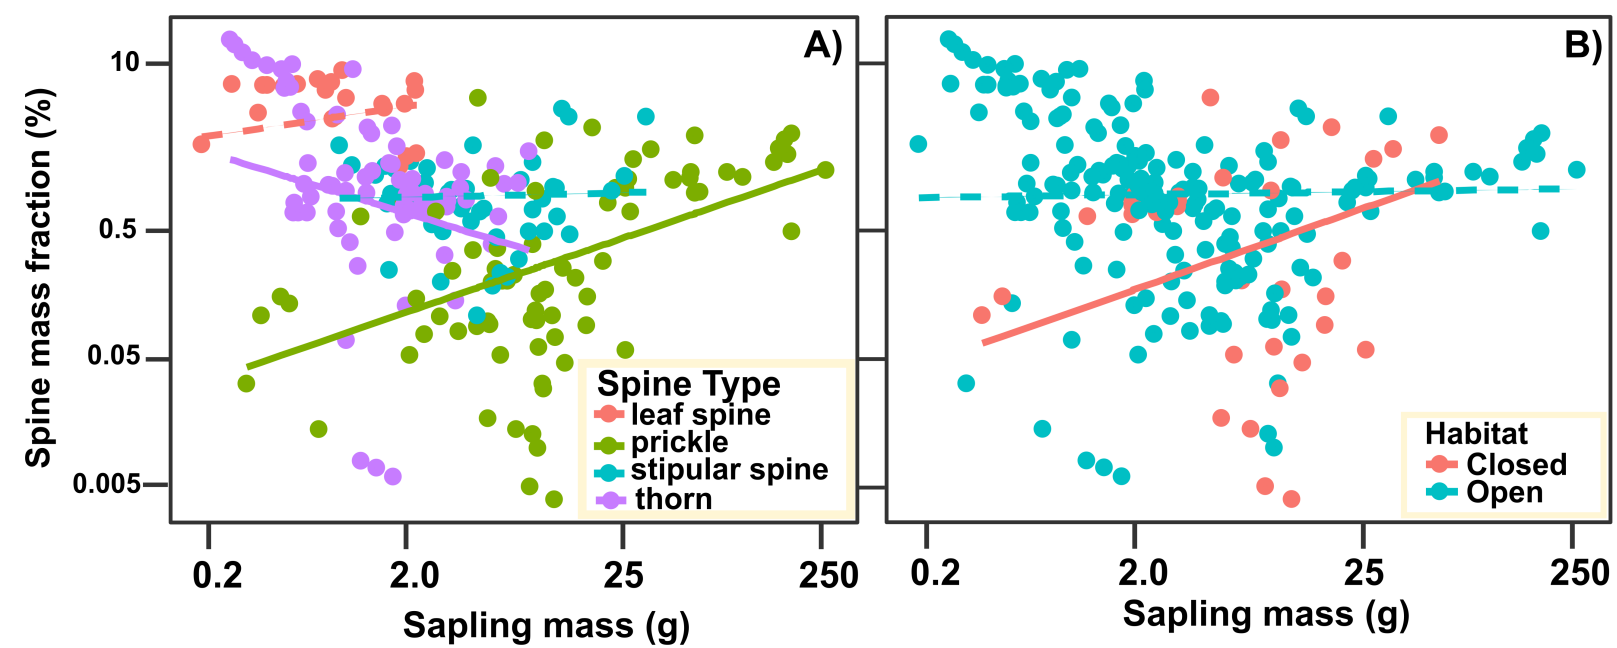 A)
B)
10
0.5
0.05
0.005
Spine mass fraction (%)
Spine Type
leaf spine
prickle
stipular spine
thorn
Habitat
Closed
Open
0.2 2.0 25 250
Sapling mass (g)
0.2 2.0 25 250
Sapling mass (g)